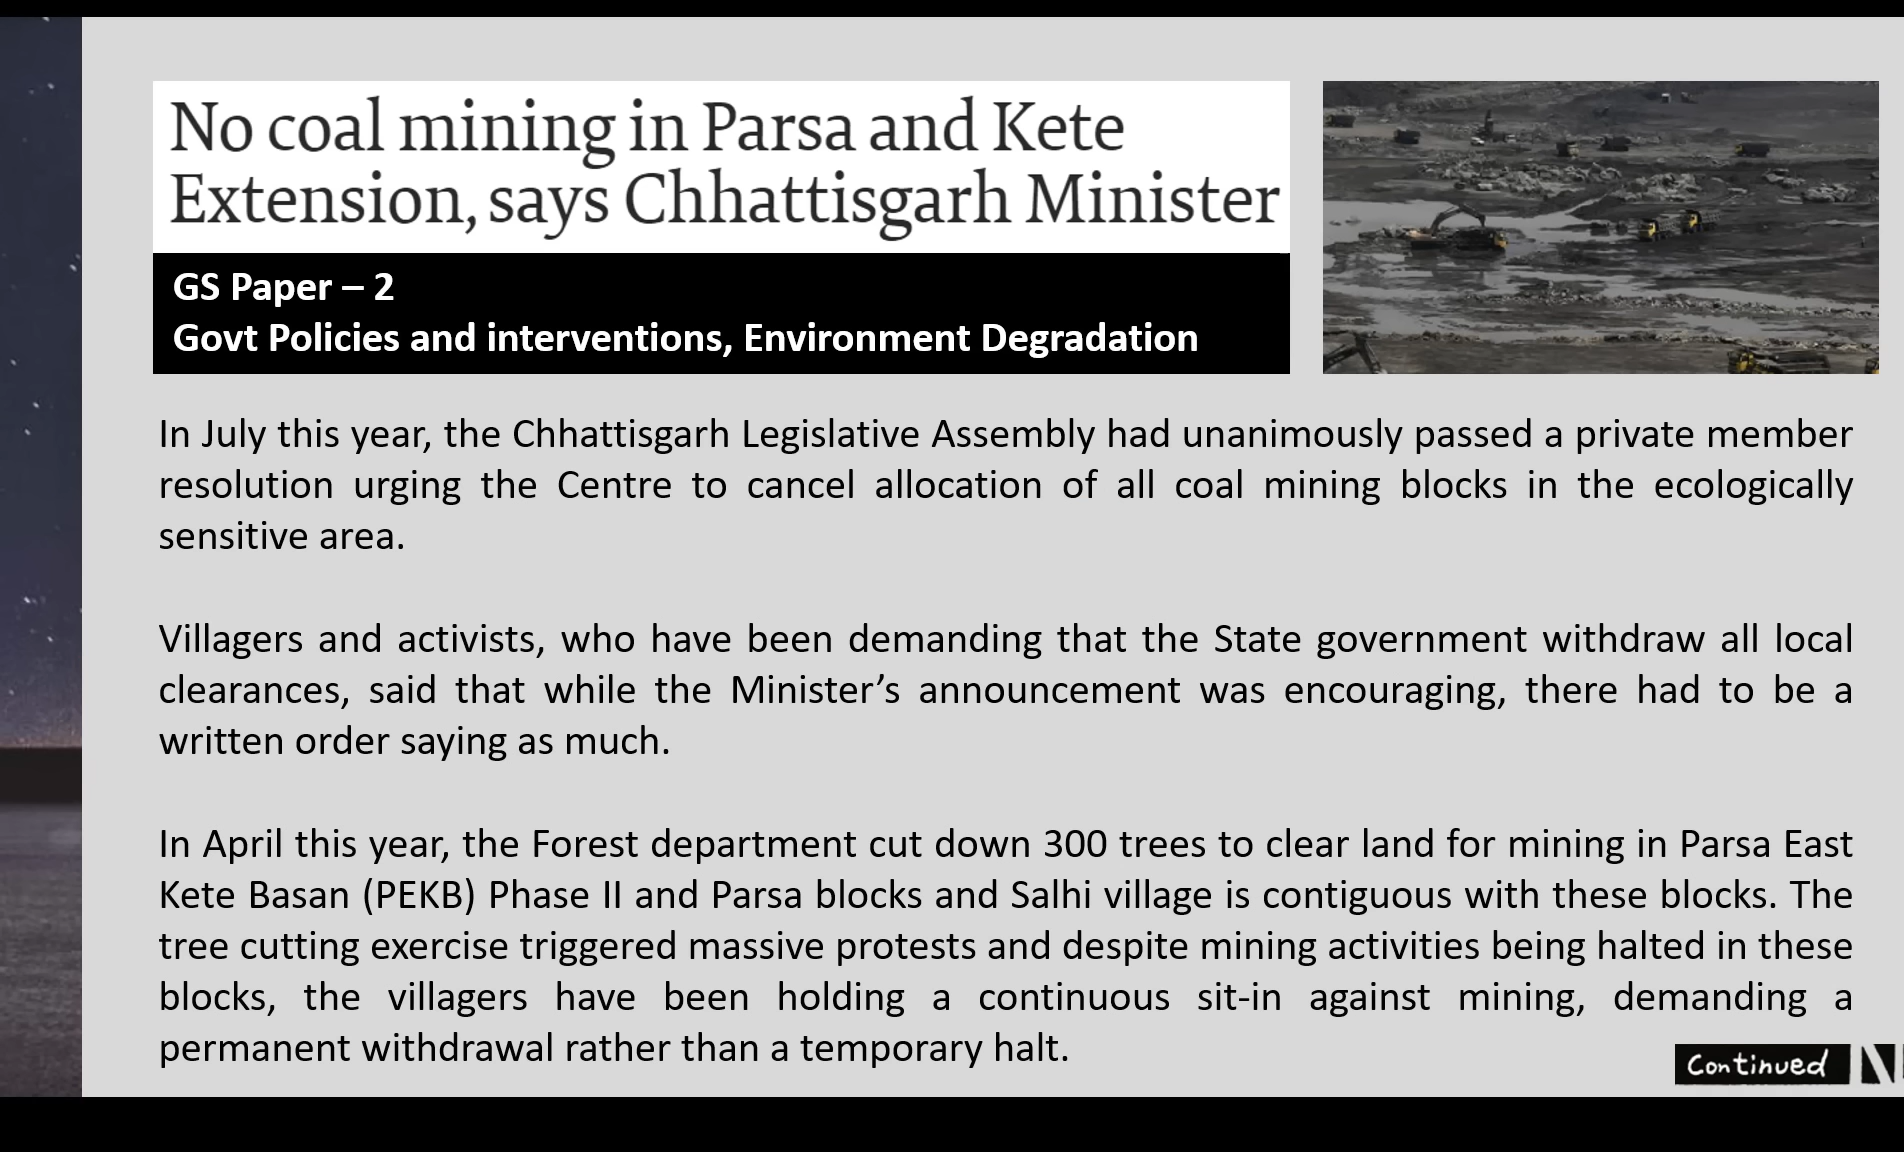 No coal mining in Parsa and Kete
Extension, says Chhattisgarh Minister
GS Paper – 2
Govt Policies and interventions, Environment Degradation
In July this year, the Chhattisgarh Legislative Assembly had unanimously passed a private member
resolution urging the Centre to cancel allocation of all coal mining blocks in the ecologically
sensitive area.
Villagers and activists, who have been demanding that the State government withdraw all local
clearances, said that while the Minister’s announcement was encouraging, there had to be a
written order saying as much.
In April this year, the Forest department cut down 300 trees to clear land for mining in Parsa East
Kete Basan (PEKB) Phase II and Parsa blocks and Salhi village is contiguous with these blocks. The
tree cutting exercise triggered massive protests and despite mining activities being halted in these
blocks, the villagers have been holding a continuous sit-in against mining, demanding a
permanent withdrawal rather than a temporary halt.
Continued